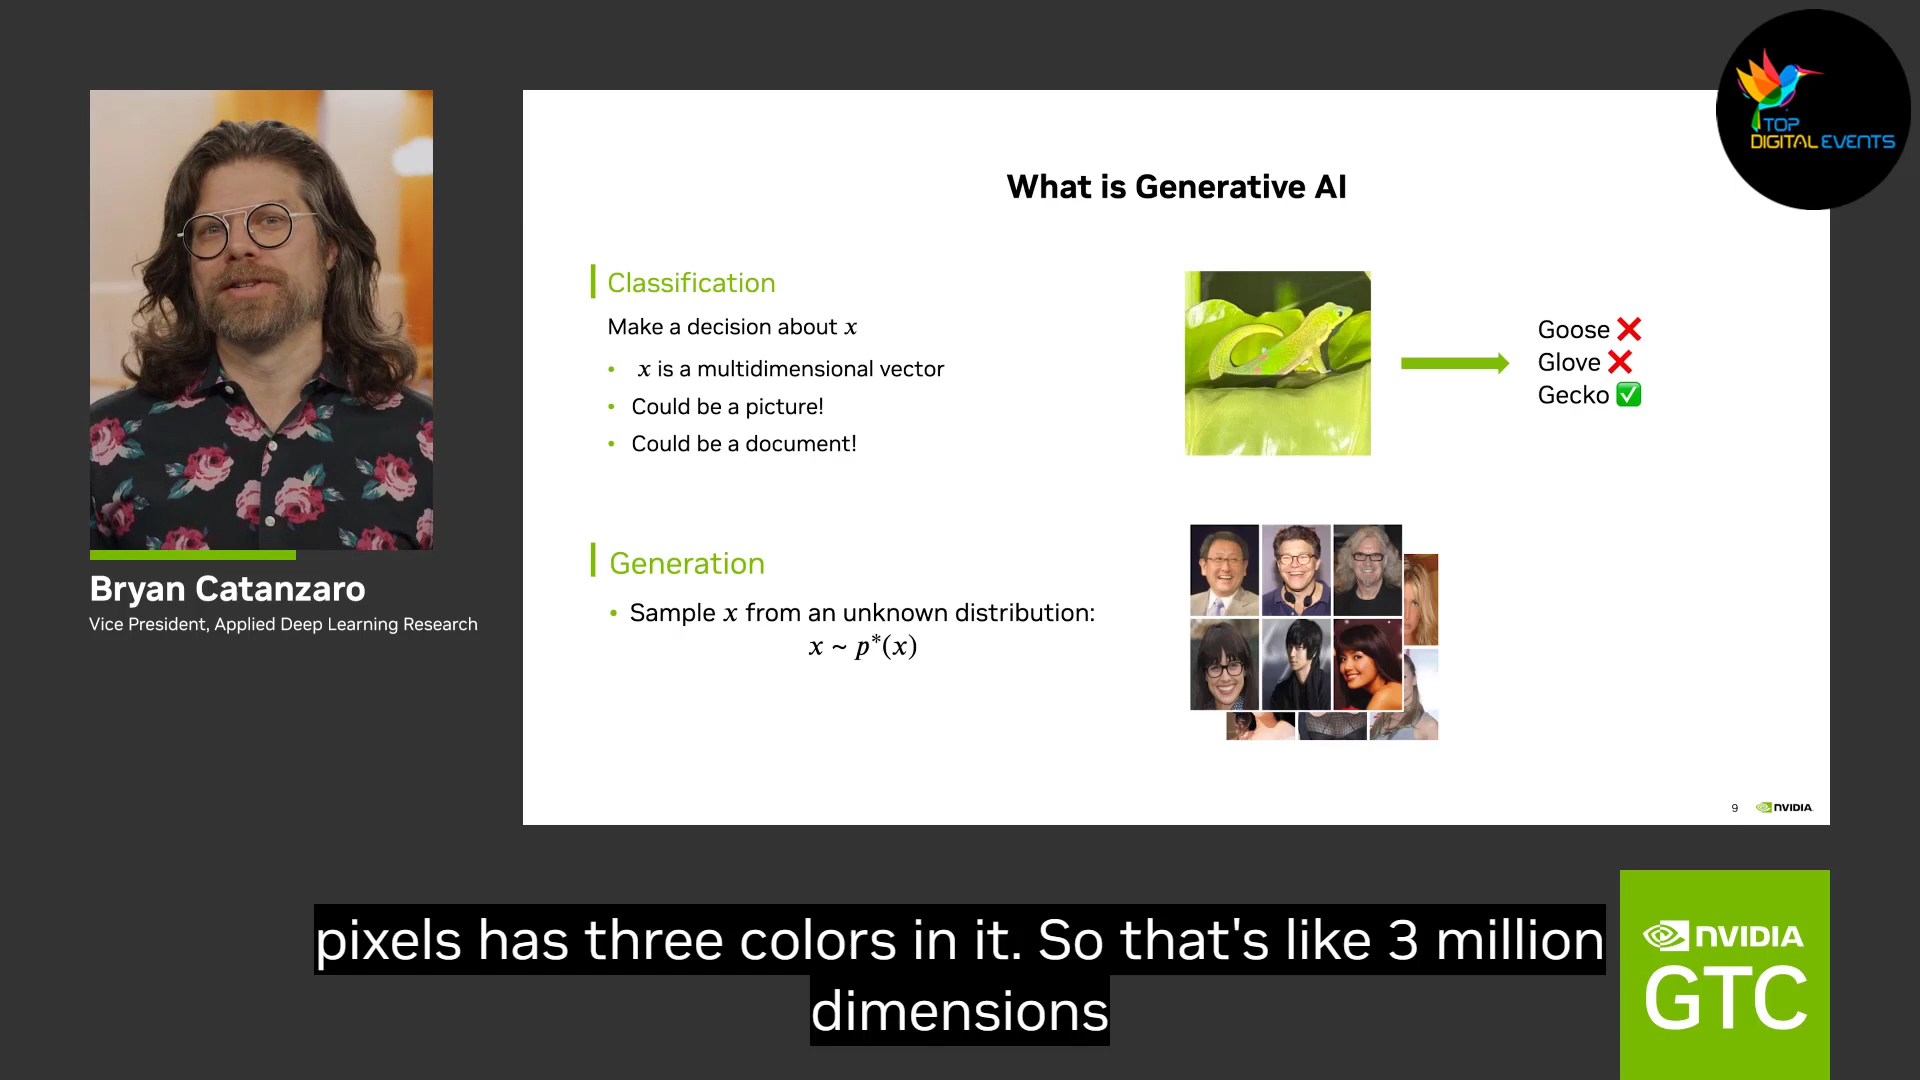 TOP
DIGITAL EVENTS
What is Generative AI
Classification
Make a decision about x
• x is a multidimensional vector
• Could be a picture!
• Could be a document!
Goose ❌
Glove ❌
Gecko ✅
Generation
• Sample x from an unknown distribution:
x ~ p*(x)
9 NVIDIA
Bryan Catanzaro
Vice President, Applied Deep Learning Research
pixels has three colors in it. So that's like 3 million
dimensions
NVIDIA
GTC